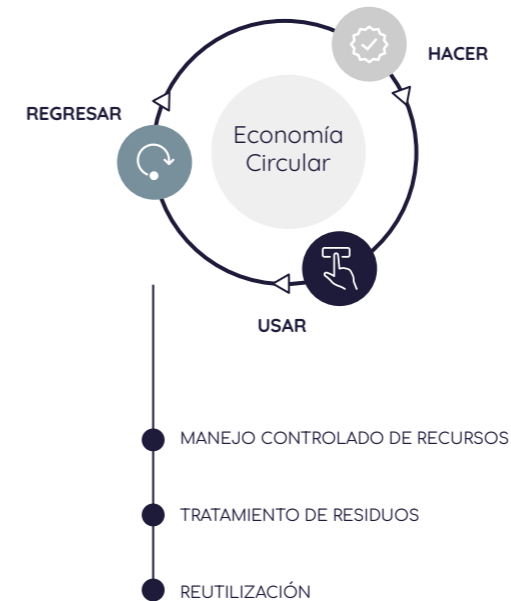 HACER
REGRESAR
Economía
Circular
USAR
MANEJO CONTROLADO DE RECURSOS
TRATAMIENTO DE RESIDUOS
REUTILIZACIÓN